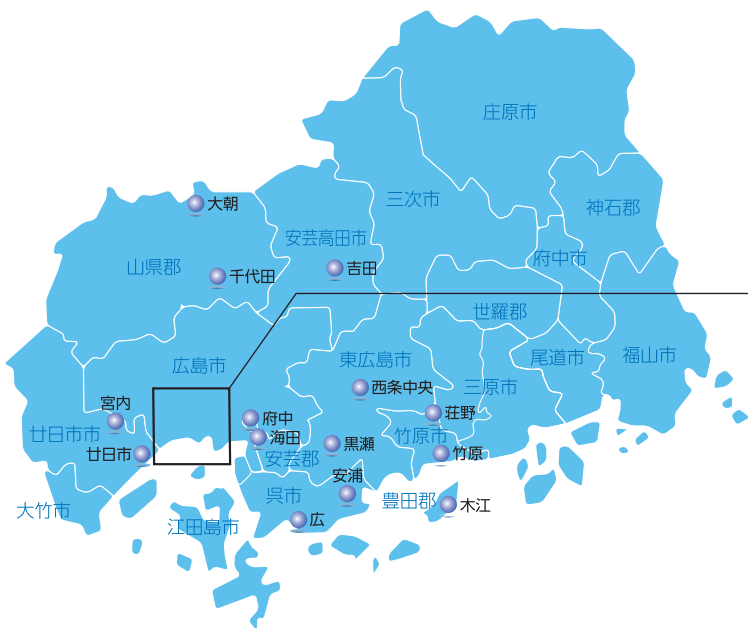 庄原市
三次市
神石郡
大朝
安芸高田市
府中市
山県郡
吉田
千代田
世羅郡
広島市
東広島市
尾道市
福山市
西条中央
三原市
宮内
荘野
府中
廿日市市
海田
竹原市
黒瀬
廿日市
安芸郡
竹原
安浦
呉市
豊田郡
木江
大竹市
広
江田島市